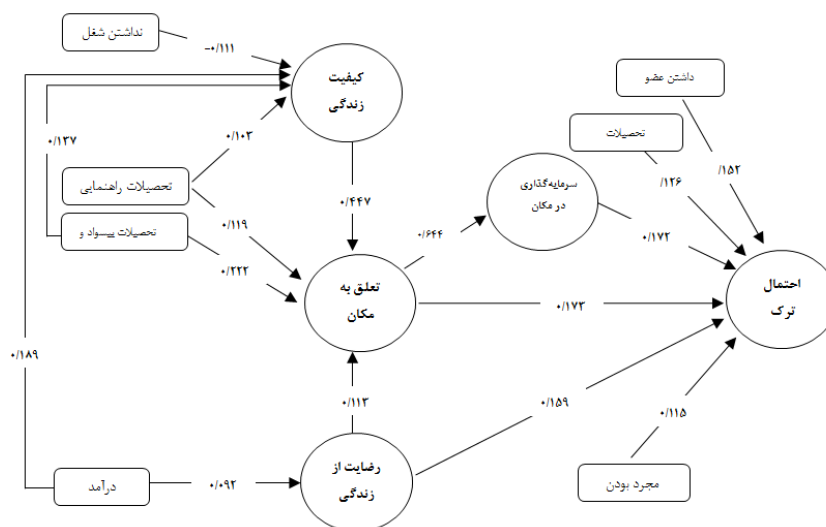 نداشتن شغل
-۰/۱۱۱
کیفیت
زندگی
داشتن عضو
تحصیلات
۰/۱۳۷
۰/۱۰۳
/۱۵۲
/۱۲۶
تحصیلات راهنمایی
سرمایه‌گذاری
در مکان
۰/۴۴۷
۰/۱۱۹
تحصیلات بیسواد و
۰/۶۴۴
۰/۱۷۲
۰/۲۲۲
تعلق به
مکان
احتمال
ترک
۰/۱۷۳
۰/۱۸۹
۰/۱۱۳
۰/۱۵۹
۰/۱۱۵
رضایت از
زندگی
درآمد
۰/۰۹۲
مجرد بودن